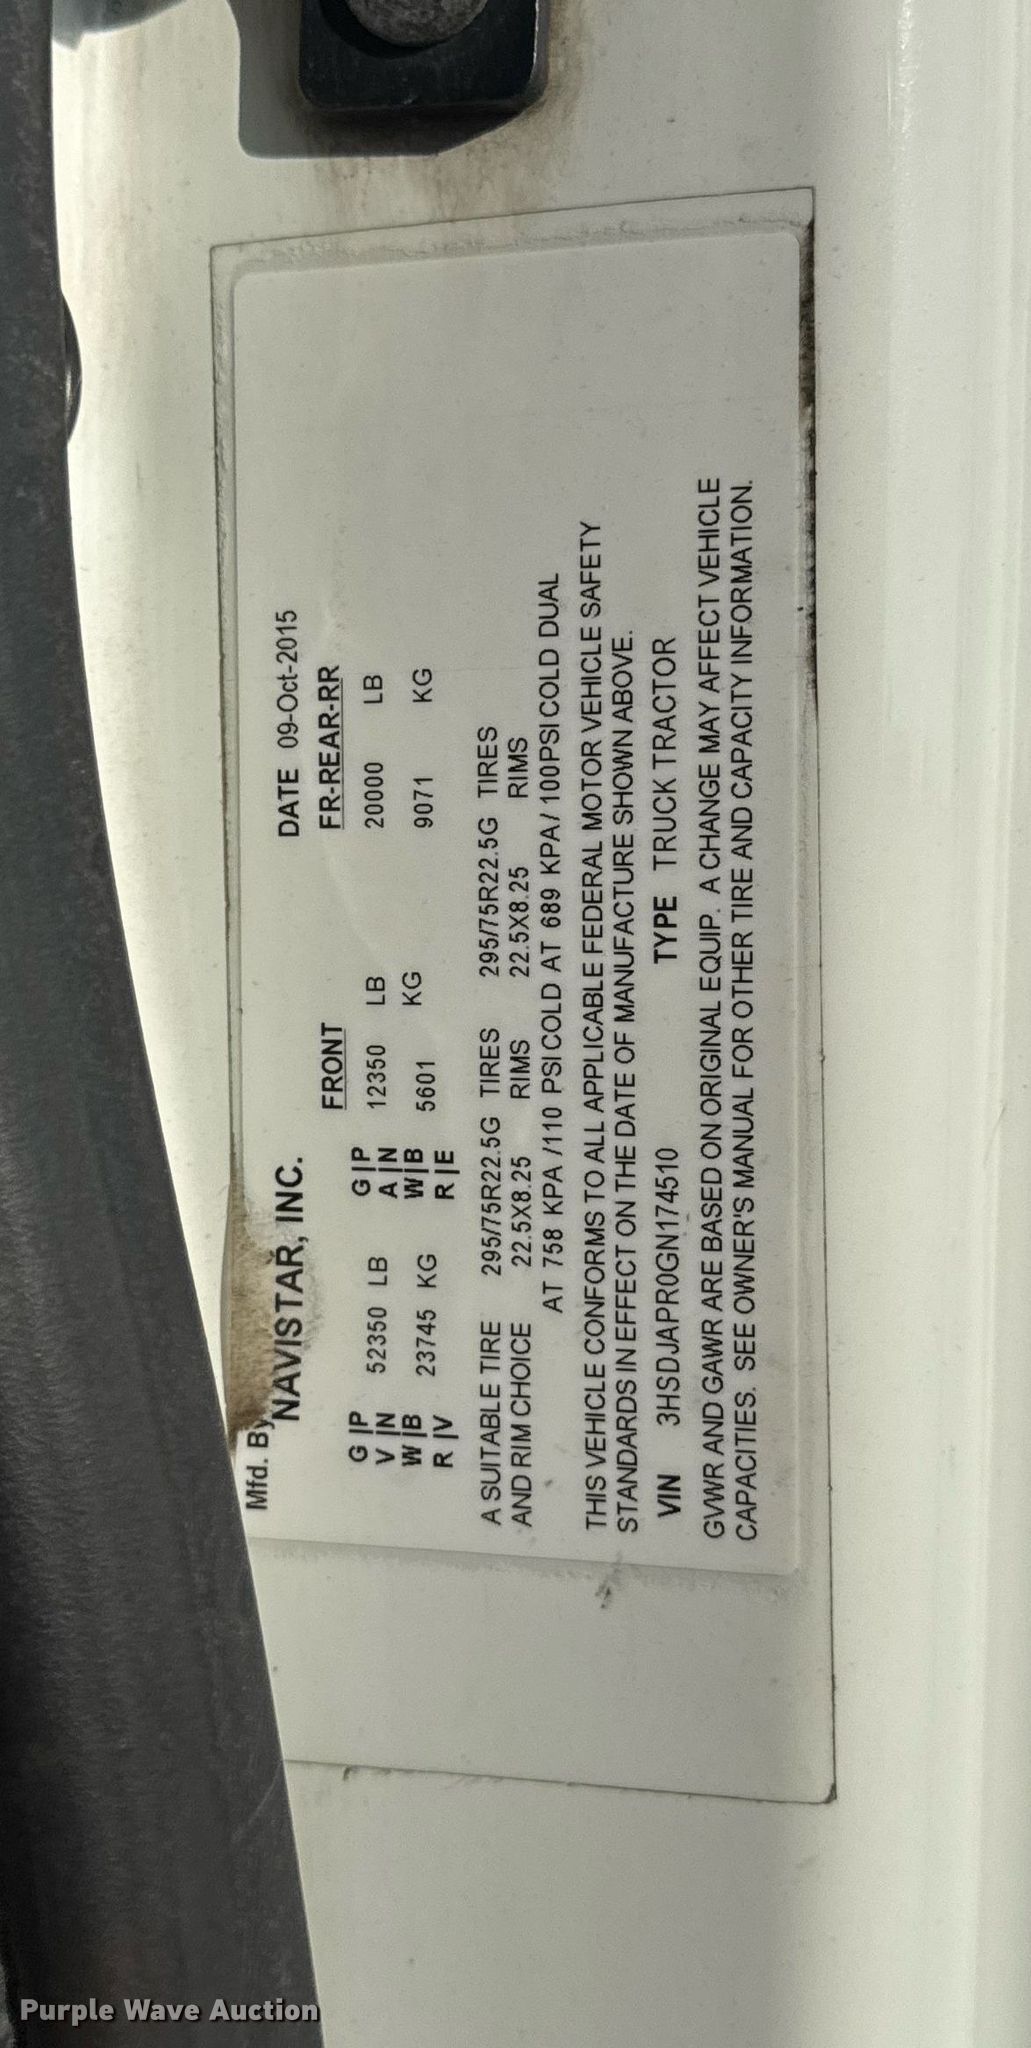 Mfd. By
NAVISTAR, INC. DATE 09-Oct-2015
FRONT FR-REAR-RR
G|P 52350 LB G|P 12350 LB 20000 LB
V|N A|N
W|B 23745 KG W|B 5601 KG 9071 KG
R|V R|E
A SUITABLE TIRE 295/75R22.5G TIRES 295/75R22.5G TIRES
AND RIM CHOICE 22.5X8.25 RIMS 22.5X8.25 RIMS
AT 758 KPA /110 PSI COLD AT 689 KPA/ 100PSI COLD DUAL
THIS VEHICLE CONFORMS TO ALL APPLICABLE FEDERAL MOTOR VEHICLE SAFETY
STANDARDS IN EFFECT ON THE DATE OF MANUFACTURE SHOWN ABOVE.
VIN 3HSDJAPR0GN174510 TYPE TRUCK TRACTOR
GVWR AND GAWR ARE BASED ON ORIGINAL EQUIP. A CHANGE MAY AFFECT VEHICLE
CAPACITIES. SEE OWNER'S MANUAL FOR OTHER TIRE AND CAPACITY INFORMATION.
Purple Wave Auction